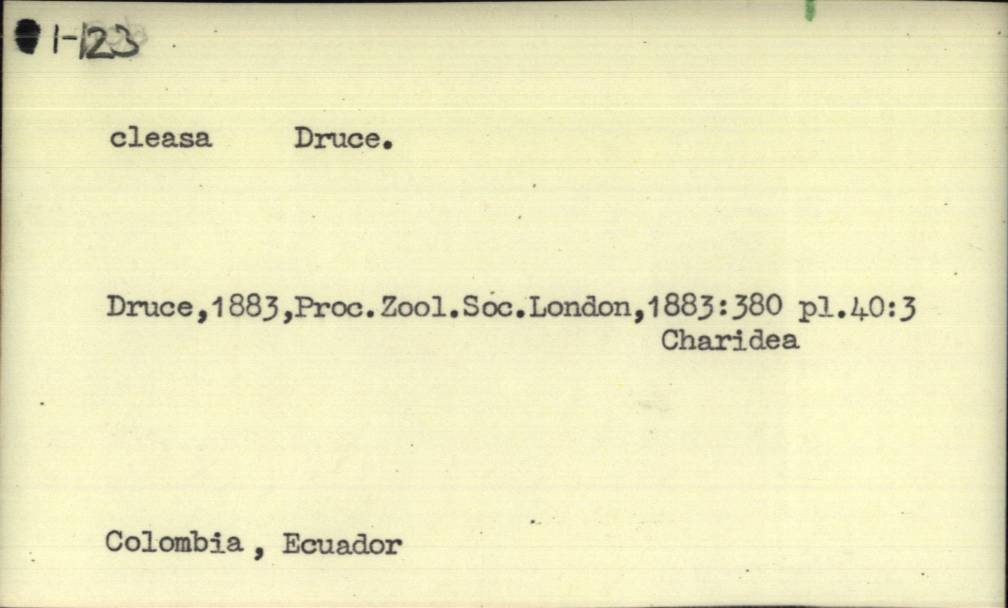 1-123
cleasa Druce.
Druce,1883,Proc.Zool.Soc.London,1883:380 pl.40:3
Charidea
Colombia, Ecuador